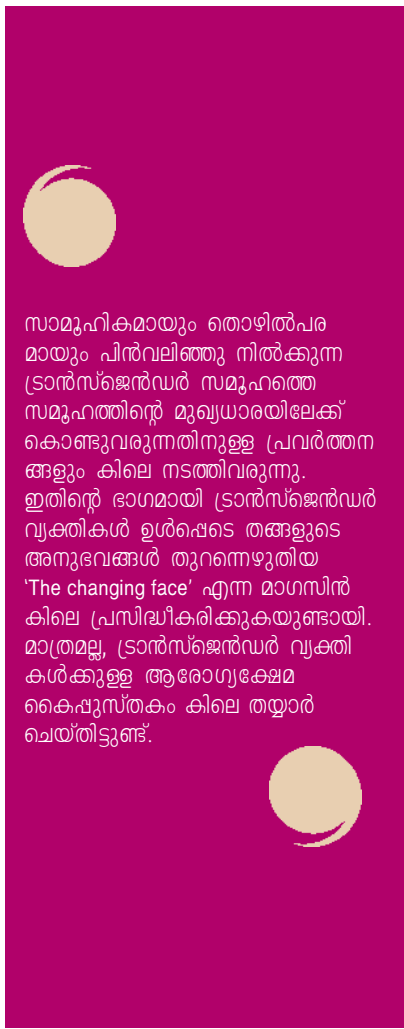 സാമൂഹികമായും തൊഴിൽപര
മായും പിൻവലിഞ്ഞു നിൽക്കുന്ന
ട്രാൻസ്ജെൻഡർ സമൂഹത്തെ
സമൂഹത്തിന്റെ മുഖ്യധാരയിലേക്ക്
കൊണ്ടുവരുന്നതിനുള്ള പ്രവർത്തന
ങ്ങളും കിലെ നടത്തിവരുന്നു.
ഇതിന്റെ ഭാഗമായി ട്രാൻസ്ജെൻഡർ
വ്യക്തികൾ ഉൾപ്പെടെ തങ്ങളുടെ
അനുഭവങ്ങൾ തുറന്നെഴുതിയ
'The changing face' എന്ന മാഗസിൻ
കിലെ പ്രസിദ്ധീകരിക്കുകയുണ്ടായി.
മാത്രമല്ല, ട്രാൻസ്ജെൻഡർ വ്യക്തി
കൾക്കുള്ള ആരോഗ്യക്ഷേമ
കൈപ്പുസ്തകം കിലെ തയ്യാർ
ചെയ്തിട്ടുണ്ട്.